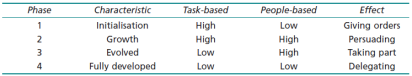 Phase Characteristic Task-based People-based Effect
1 Initialisation High Low Giving orders
2 Growth High High Persuading
3 Evolved Low High Taking part
4 Fully developed Low Low Delegating